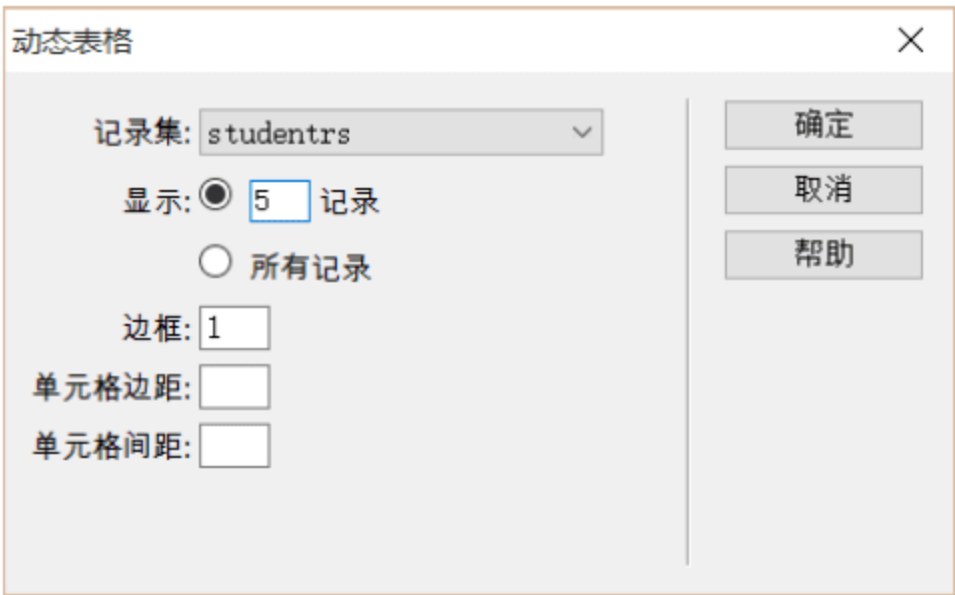 动态表格
记录集: studentrs
确定
显示: 5 记录
取消
所有记录
帮助
边框: 1
单元格边距:
单元格间距: